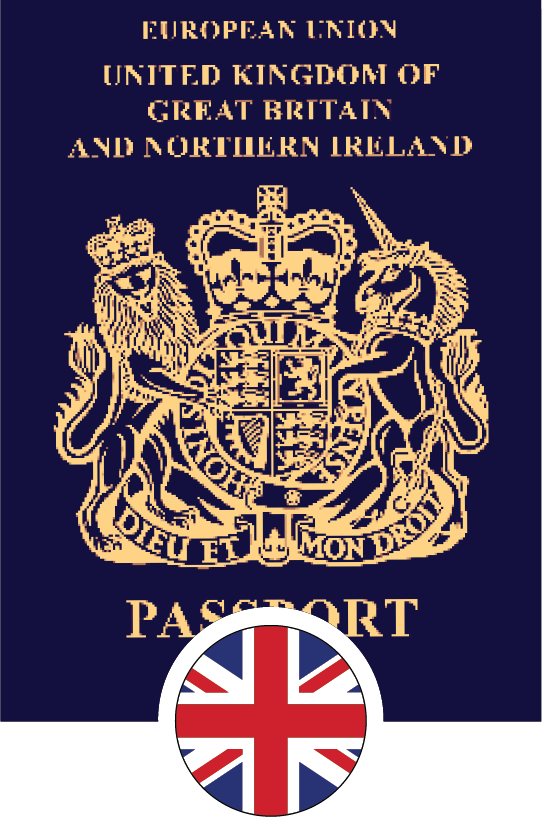 EUROPEAN UNION
UNITED KINGDOM OF
GREAT BRITAIN
AND NORTHERN IRELAND
DIEU ET MON DROIT
PASSPORT